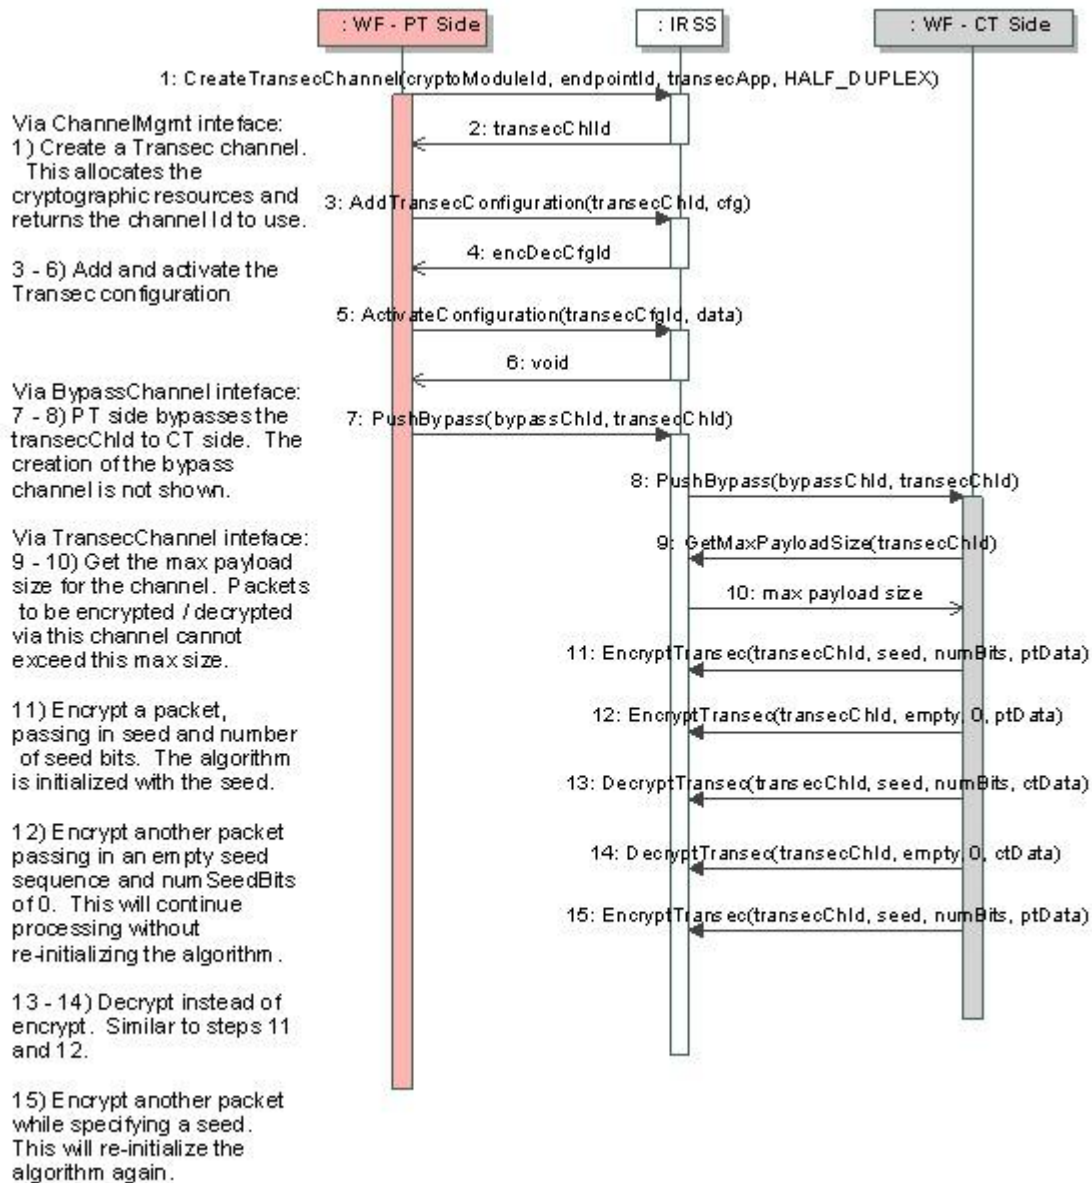 : WF - PT Side
: IRSS
: WF - CT Side
1: CreateTransecChannel(cryptoModuleId, endpointId, transecApp, HALF_DUPLEX)
Via ChannelMgmt inteface:
1) Create a Transec channel.
This allocates the
cryptographic resources and
returns the channel Id to use.
2: transecChIId
3: AddTransecConfiguration(transecChId, cfg)
4: encDecCfgId
3 - 6) Add and activate the
Transec configuration
5: ActivateConfiguration(transecCfgId, data)
6: void
Via BypassChannel inteface:
7 - 8) PT side bypasses the
transecChId to CT side. The
creation of the bypass
channel is not shown.
7: PushBypass(bypassChId, transecChId)
8: PushBypass(bypassChId, transecChId)
Via TransecChannel inteface:
9 - 10) Get the max payload
size for the channel. Packets
to be encrypted / decrypted
via this channel cannot
exceed this max size.
9: GetMaxPayloadSize(transecChId)
10: max payload size
11: EncryptTransec(transecChId, seed, numBits, ptData)
11) Encrypt a packet,
passing in seed and number
of seed bits. The algorithm
is initialized with the seed.
12: EncryptTransec(transecChId, empty, 0, ptData)
13: DecryptTransec(transecChId, seed, numBits, ctData)
12) Encrypt another packet
passing in an empty seed
sequence and numSeedBits
of 0. This will continue
processing without
re-initializing the algorithm.
14: DecryptTransec(transecChId, empty, 0, ctData)
15: EncryptTransec(transecChId, seed, numBits, ptData)
13 - 14) Decrypt instead of
encrypt. Similar to steps 11
and 12.
15) Encrypt another packet
while specifying a seed.
This will re-initialize the
algorithm again.